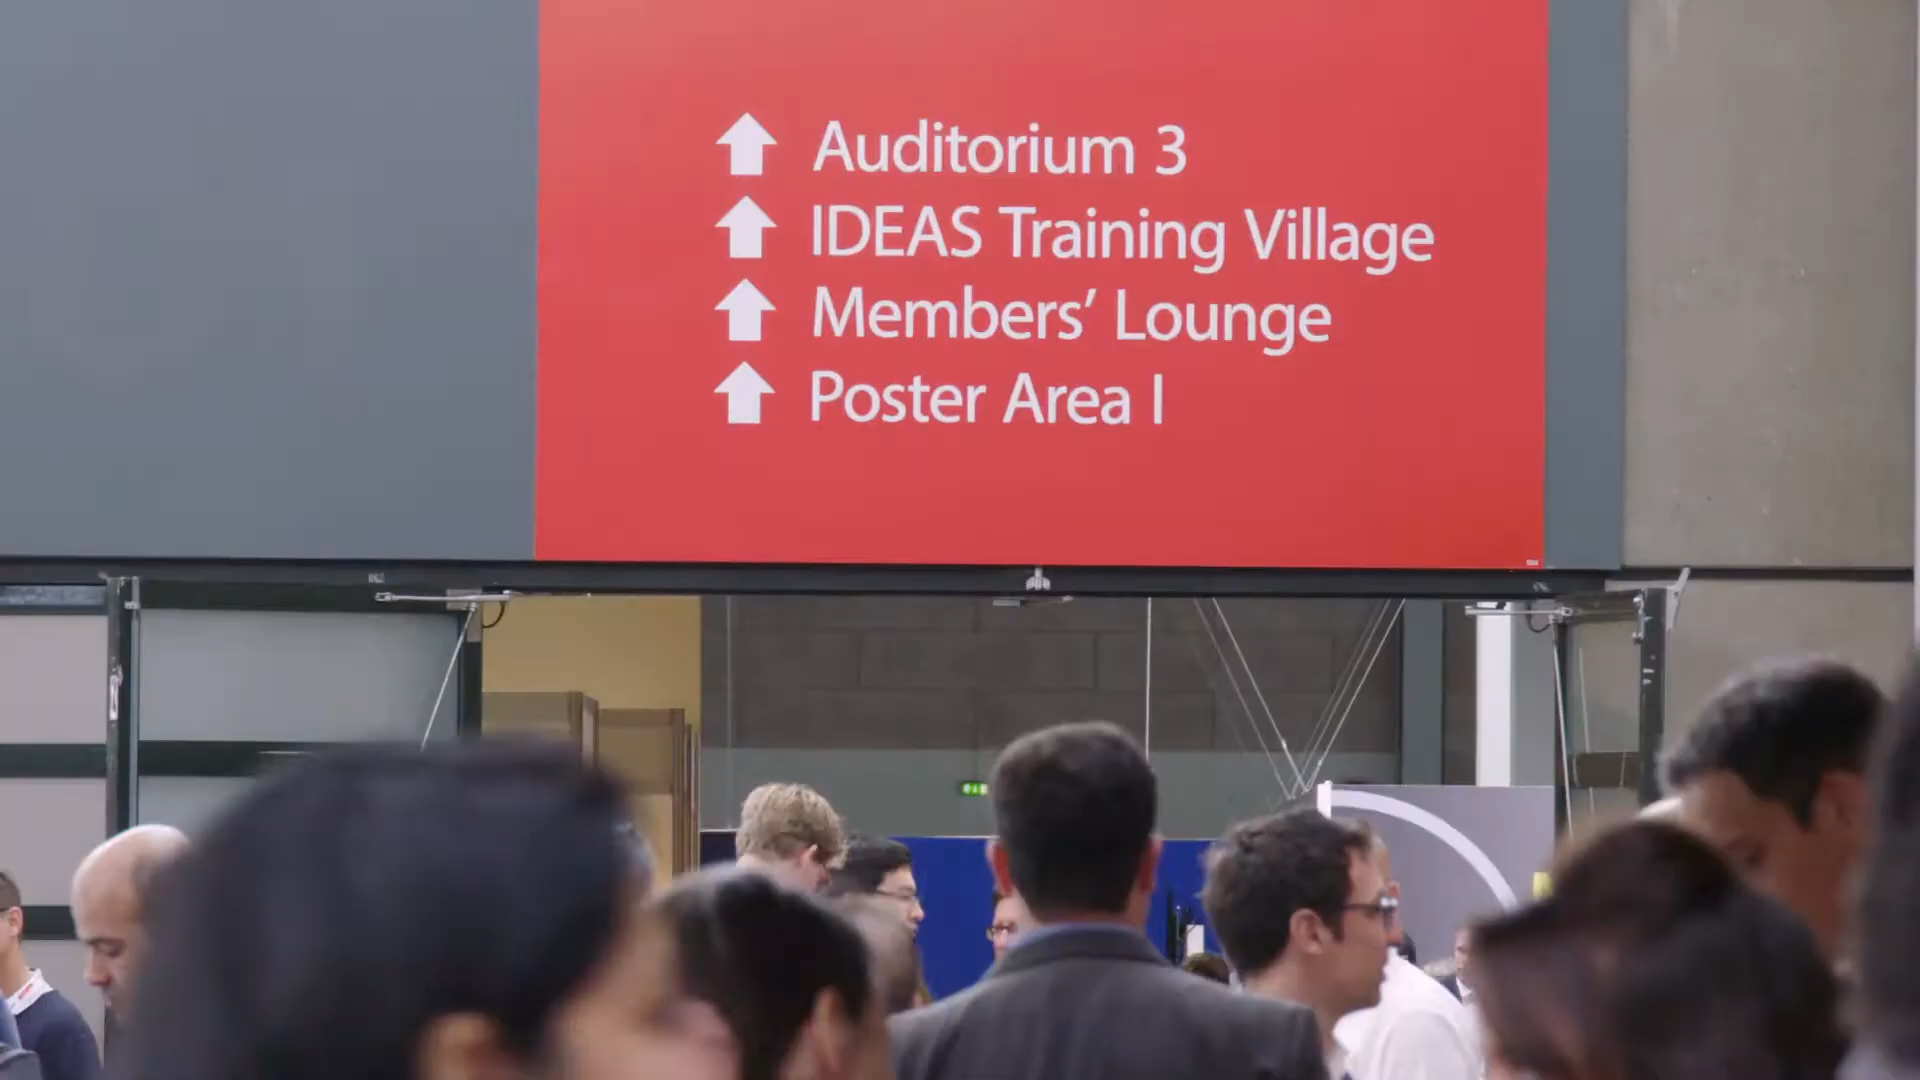 Auditorium 3
IDEAS Training Village
Members’ Lounge
Poster Area I